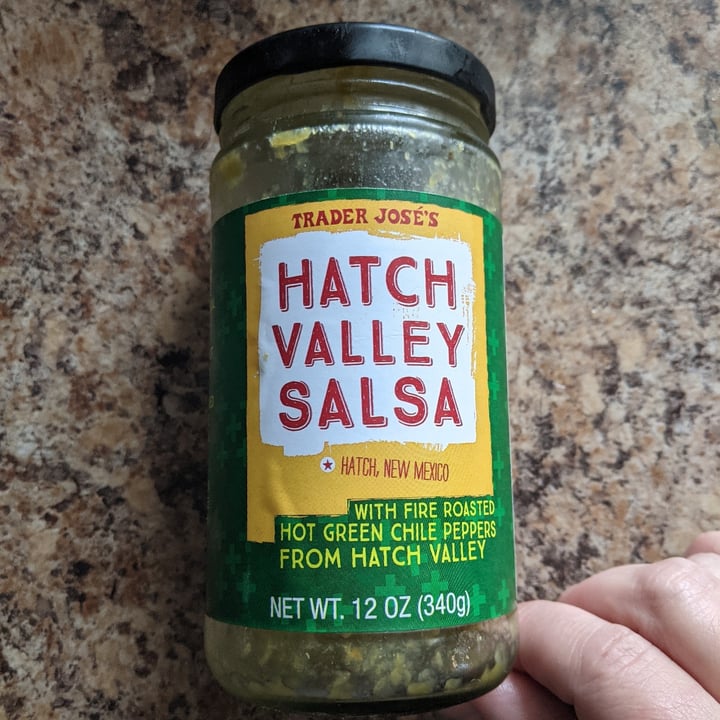 TRADER JOSÉ'S
HATCH
VALLEY
SALSA
HATCH, NEW MEXICO
WITH FIRE ROASTED
HOT GREEN CHILE PEPPERS
FROM HATCH VALLEY
NET WT. 12 OZ (340g)